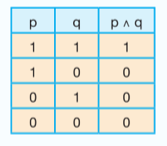 p q p ∧ q
1 1 1
1 0 0
0 1 0
0 0 0